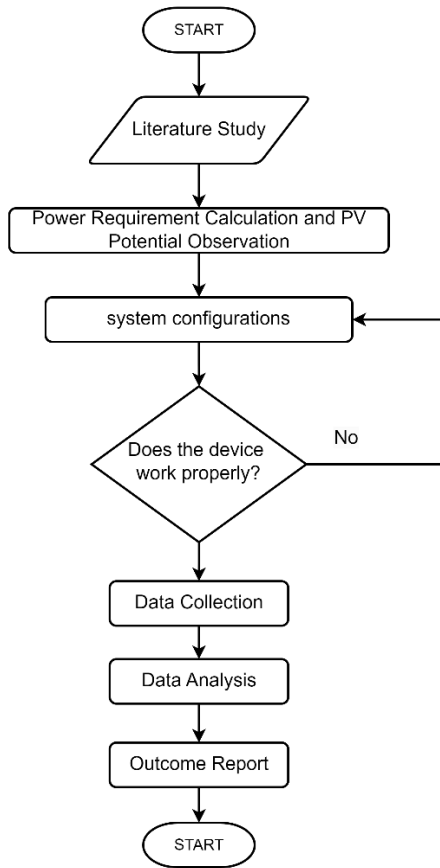 START
Literature Study
Power Requirement Calculation and PV
Potential Observation
system configurations
Does the device
work properly?
No
Data Collection
Data Analysis
Outcome Report
START